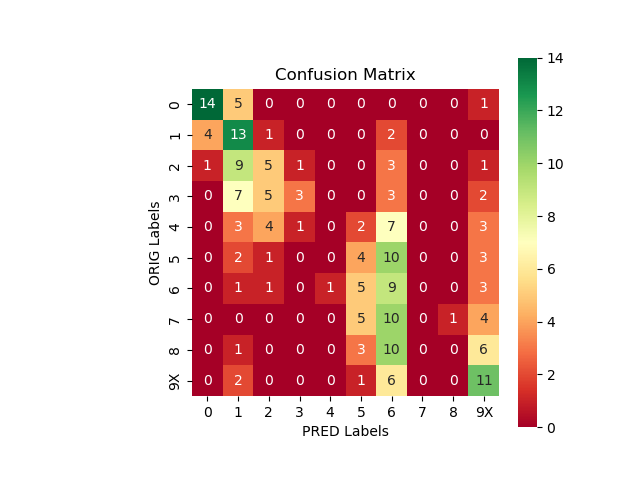 Confusion Matrix
0 14 5 0 0 0 0 0 0 0 1
1 4 13 1 0 0 0 2 0 0 0
2 1 9 5 1 0 0 3 0 0 1
3 0 7 5 3 0 0 3 0 0 2
4 0 3 4 1 0 2 7 0 0 3
5 0 2 1 0 0 4 10 0 0 3
6 0 1 1 0 1 5 9 0 0 3
7 0 0 0 0 0 5 10 0 1 4
8 0 1 0 0 0 3 10 0 0 6
9X 0 2 0 0 0 1 6 0 0 11
0 1 2 3 4 5 6 7 8 9X
PRED Labels
ORIG Labels
14
12
10
8
6
4
2
0